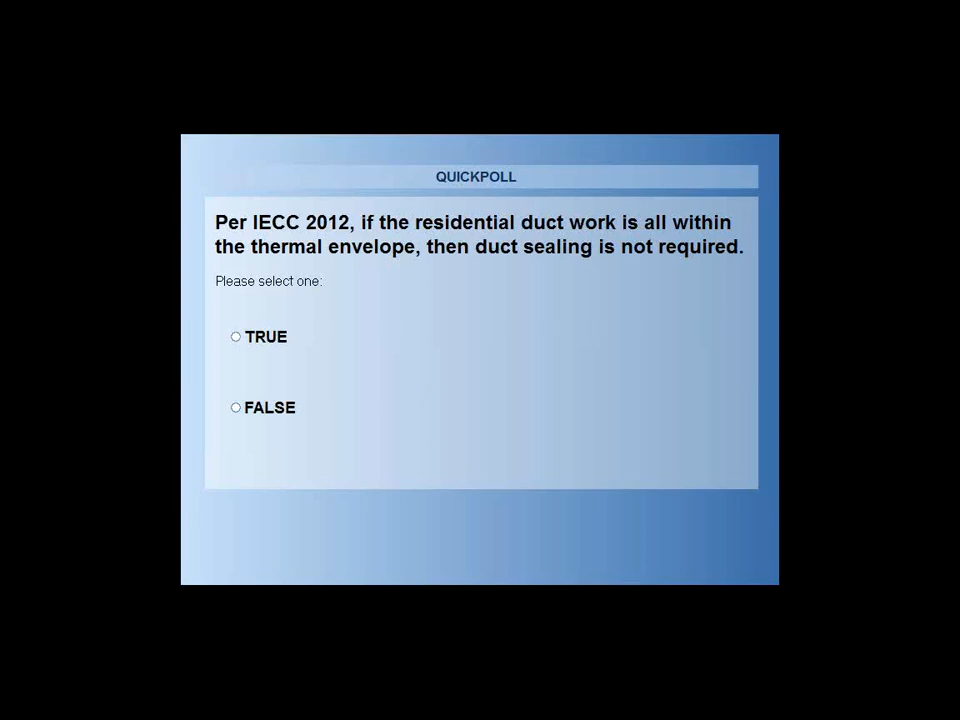 QUICKPOLL
Per IECC 2012, if the residential duct work is all within
the thermal envelope, then duct sealing is not required.
Please select one:
TRUE
FALSE